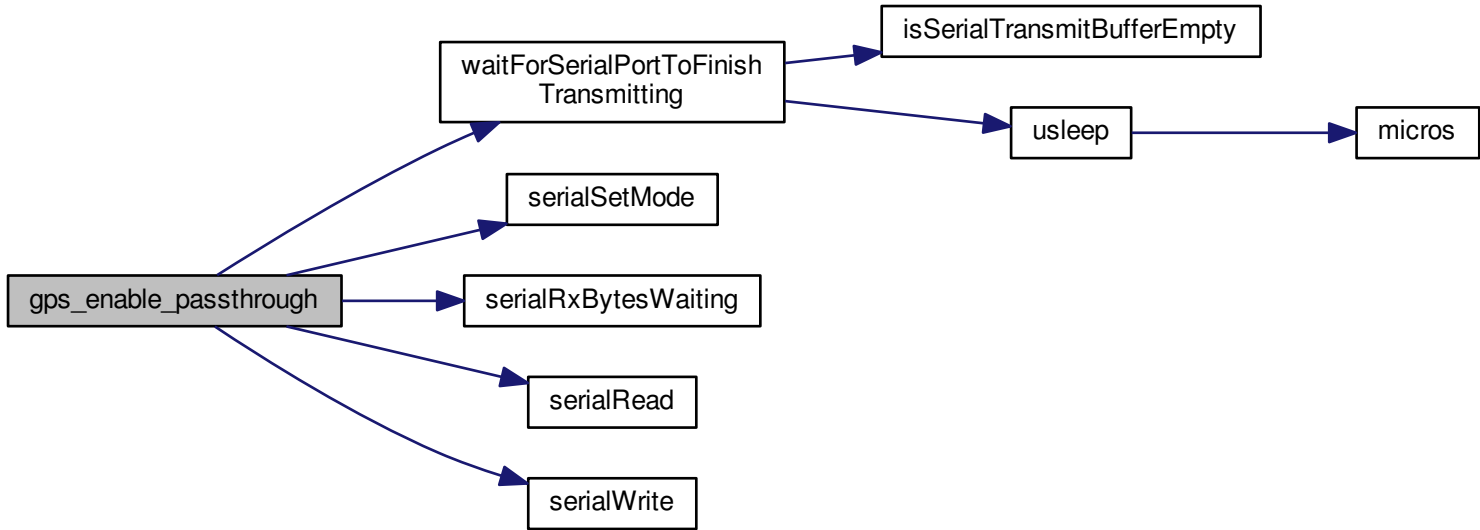 waitForSerialPortToFinish
Transmitting
isSerialTransmitBufferEmpty
usleep
micros
serialSetMode
gps_enable_passthrough
serialRxBytesWaiting
serialRead
serialWrite